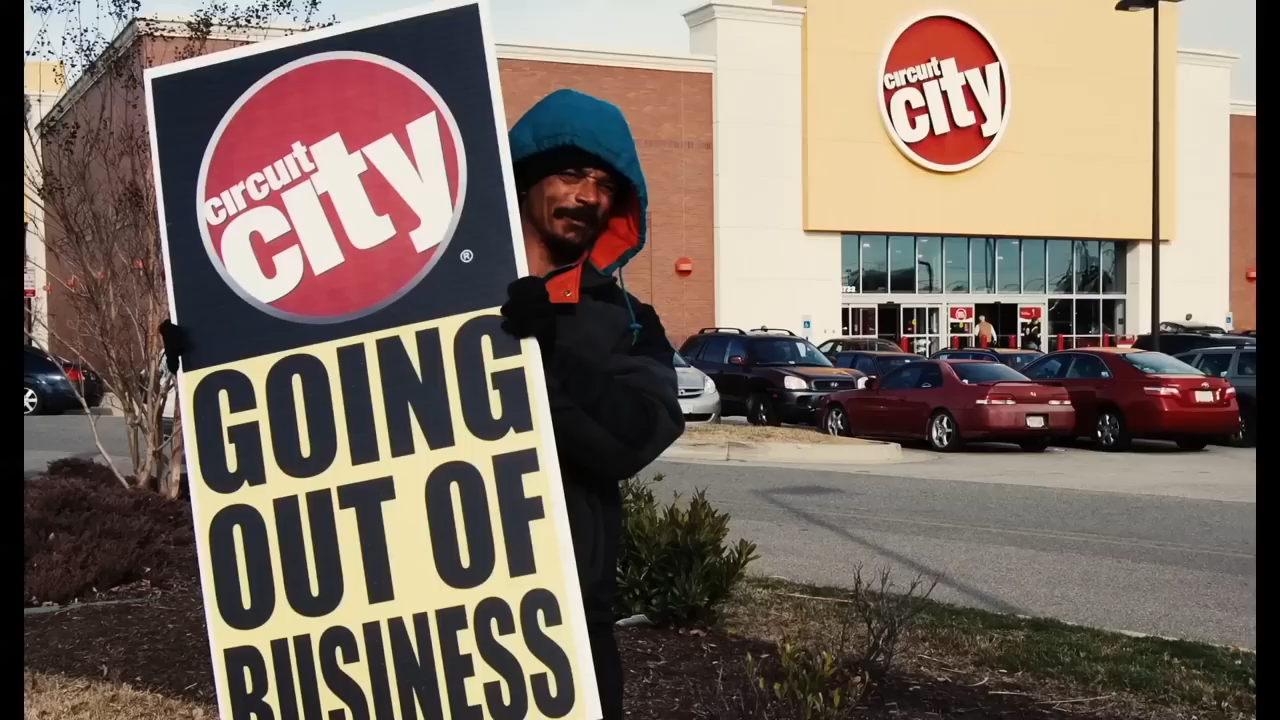 circuit
city
®
GOING
OUT OF
BUSINESS
circuit
city